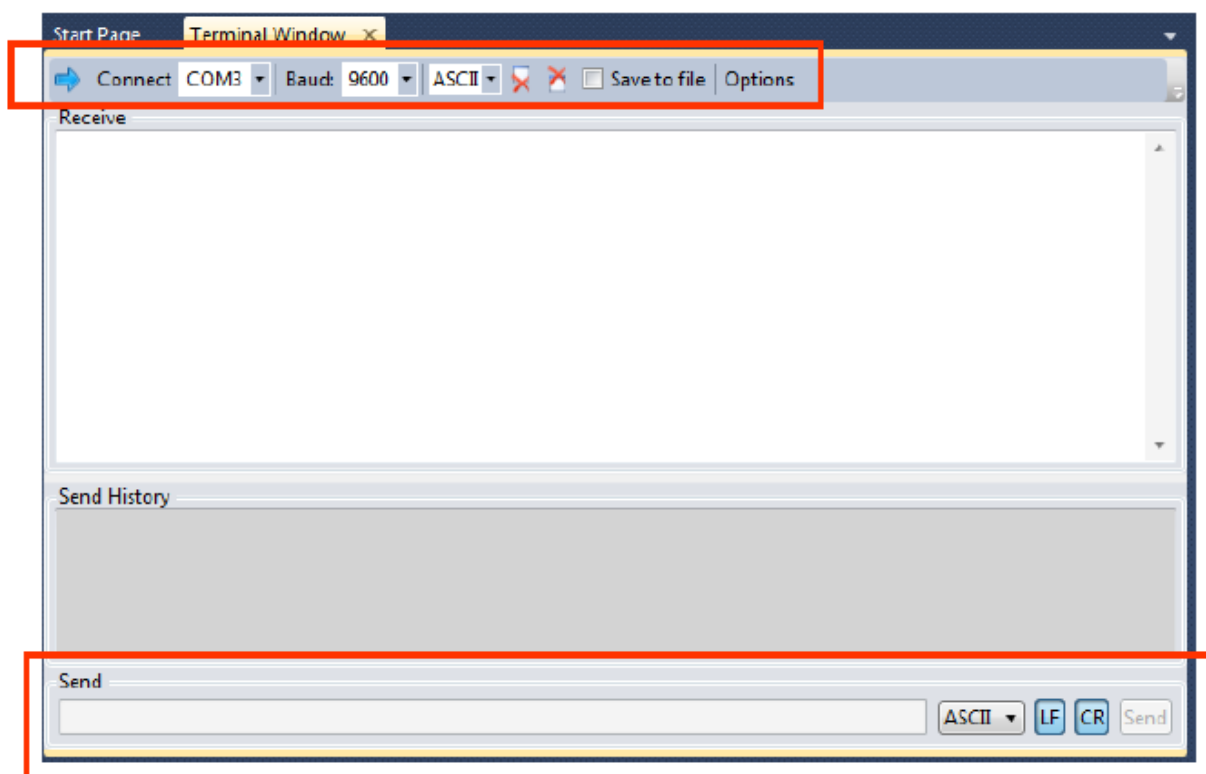 Start Page Terminal Window
Connect COM3 Baud: 9600 ASCII Save to file Options
Receive
Send History
Send
ASCII LF CR Send